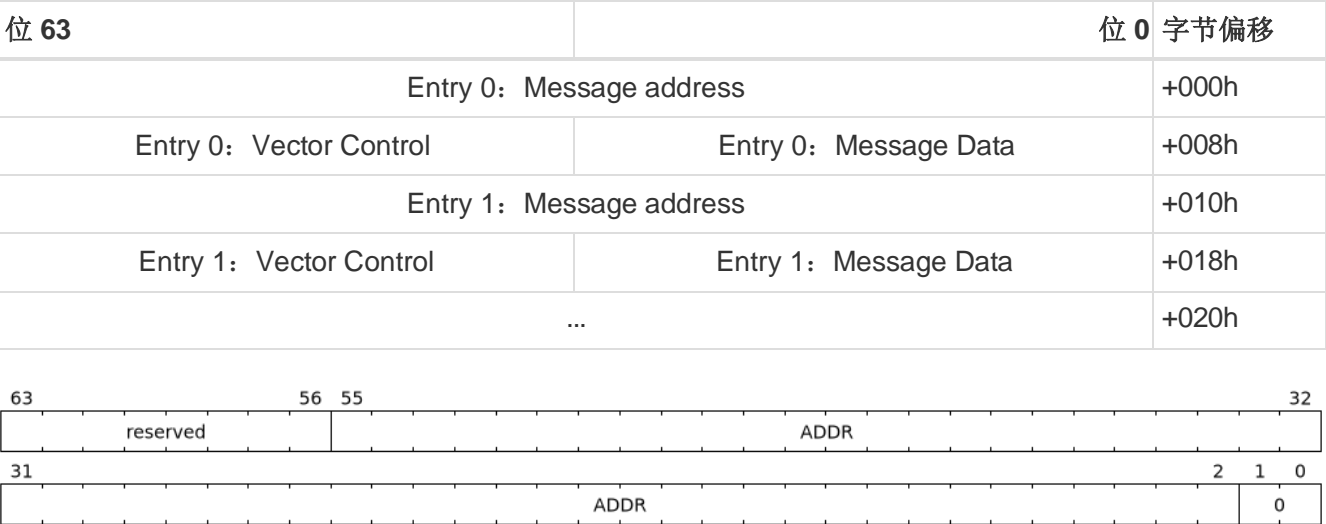 位 63 位 0 字节偏移
Entry 0：Message address +000h
Entry 0：Vector Control Entry 0：Message Data +008h
Entry 1：Message address +010h
Entry 1：Vector Control Entry 1：Message Data +018h
... +020h
63 56 55 32
reserved ADDR
31 2 1 0
ADDR 0